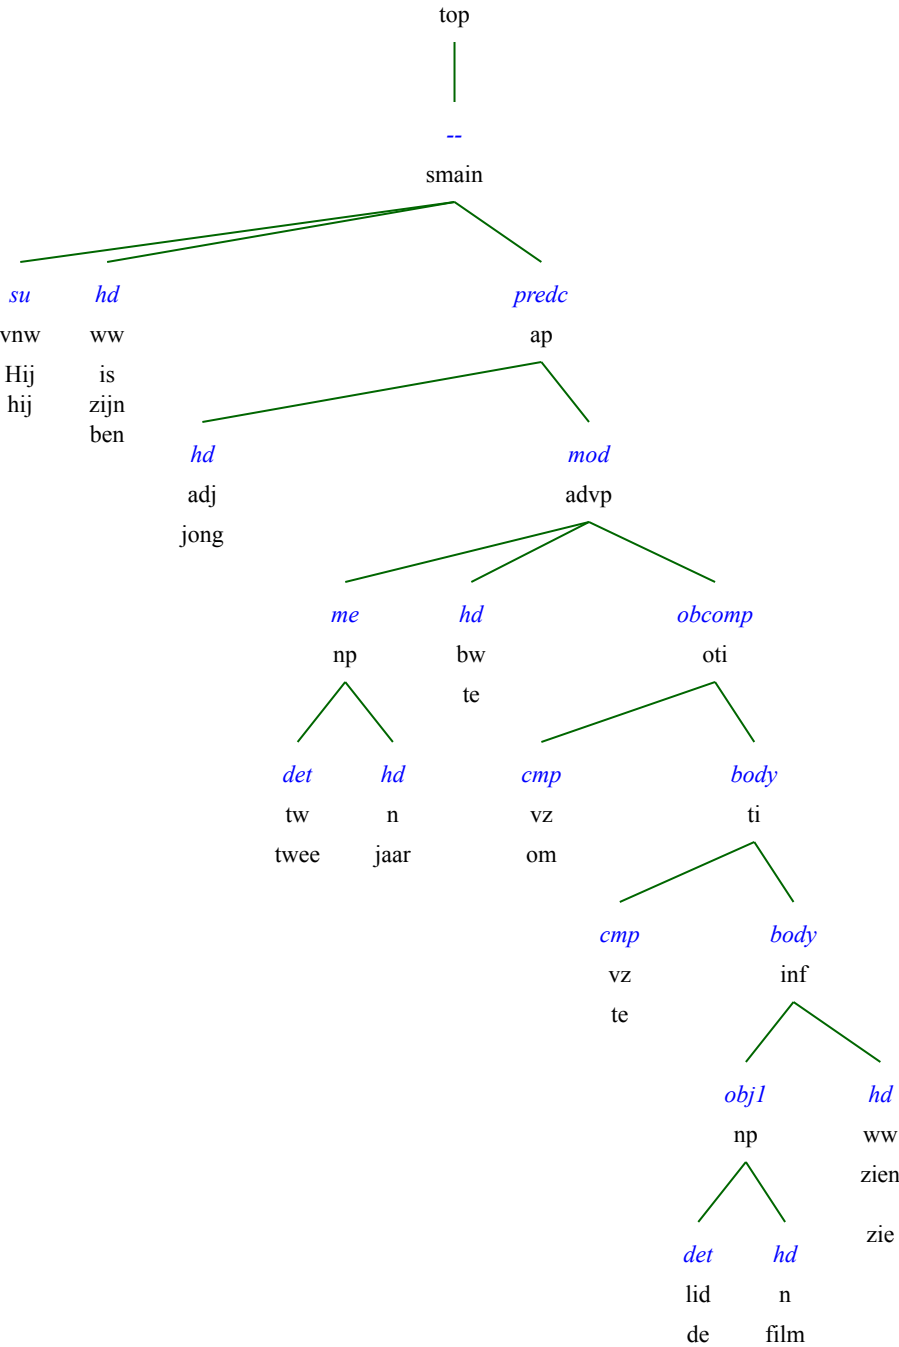 top
--
smain
su hd predc
vnw ww ap
Hij is
hij zijn
ben
hd mod
adj advp
jong
me hd obcomp
np bw oti
te
det hd cmp body
tw n vz ti
twee jaar om
cmp body
vz inf
te
obj1 hd
np ww
zien
zie
det hd
lid n
de film